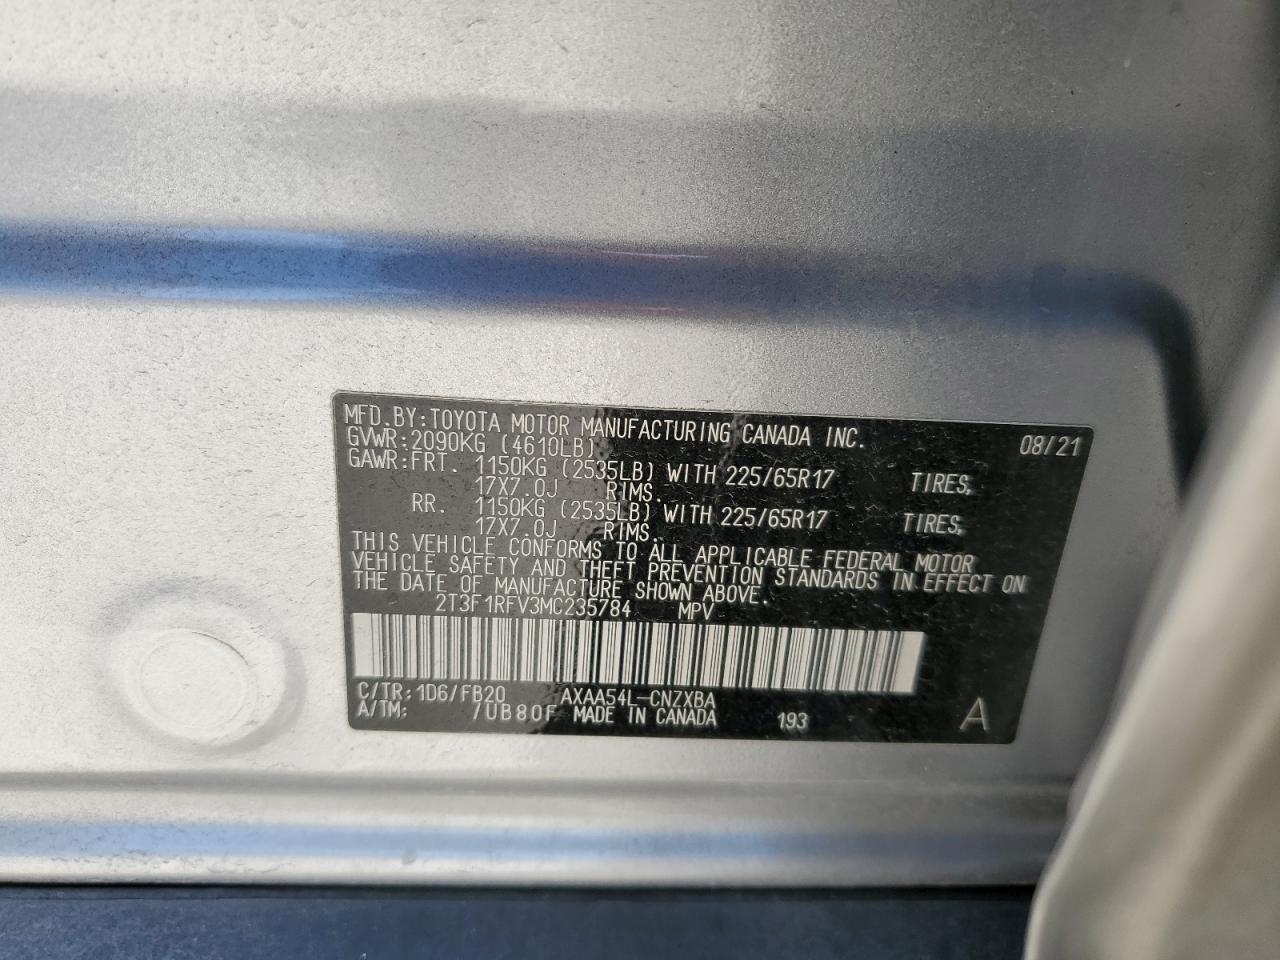 MFD.BY:TOYOTA MOTOR MANUFACTURING CANADA INC. 08/21
GVWR:2090KG (4610LB)
GAWR:FRT. 1150KG (2535LB) WITH 225/65R17 TIRES,
17X7.0J RIMS.
RR. 1150KG (2535LB) WITH 225/65R17 TIRES,
17X7.0J RIMS.
THIS VEHICLE CONFORMS TO ALL APPLICABLE FEDERAL MOTOR
VEHICLE SAFETY AND THEFT PREVENTION STANDARDS IN EFFECT ON
THE DATE OF MANUFACTURE SHOWN ABOVE.
2T3F1RFV3MC235784 MPV
C/TR:1D6/FB20 AXAA54L-CNZXBA
A/TM: /UB80F MADE IN CANADA 193 A